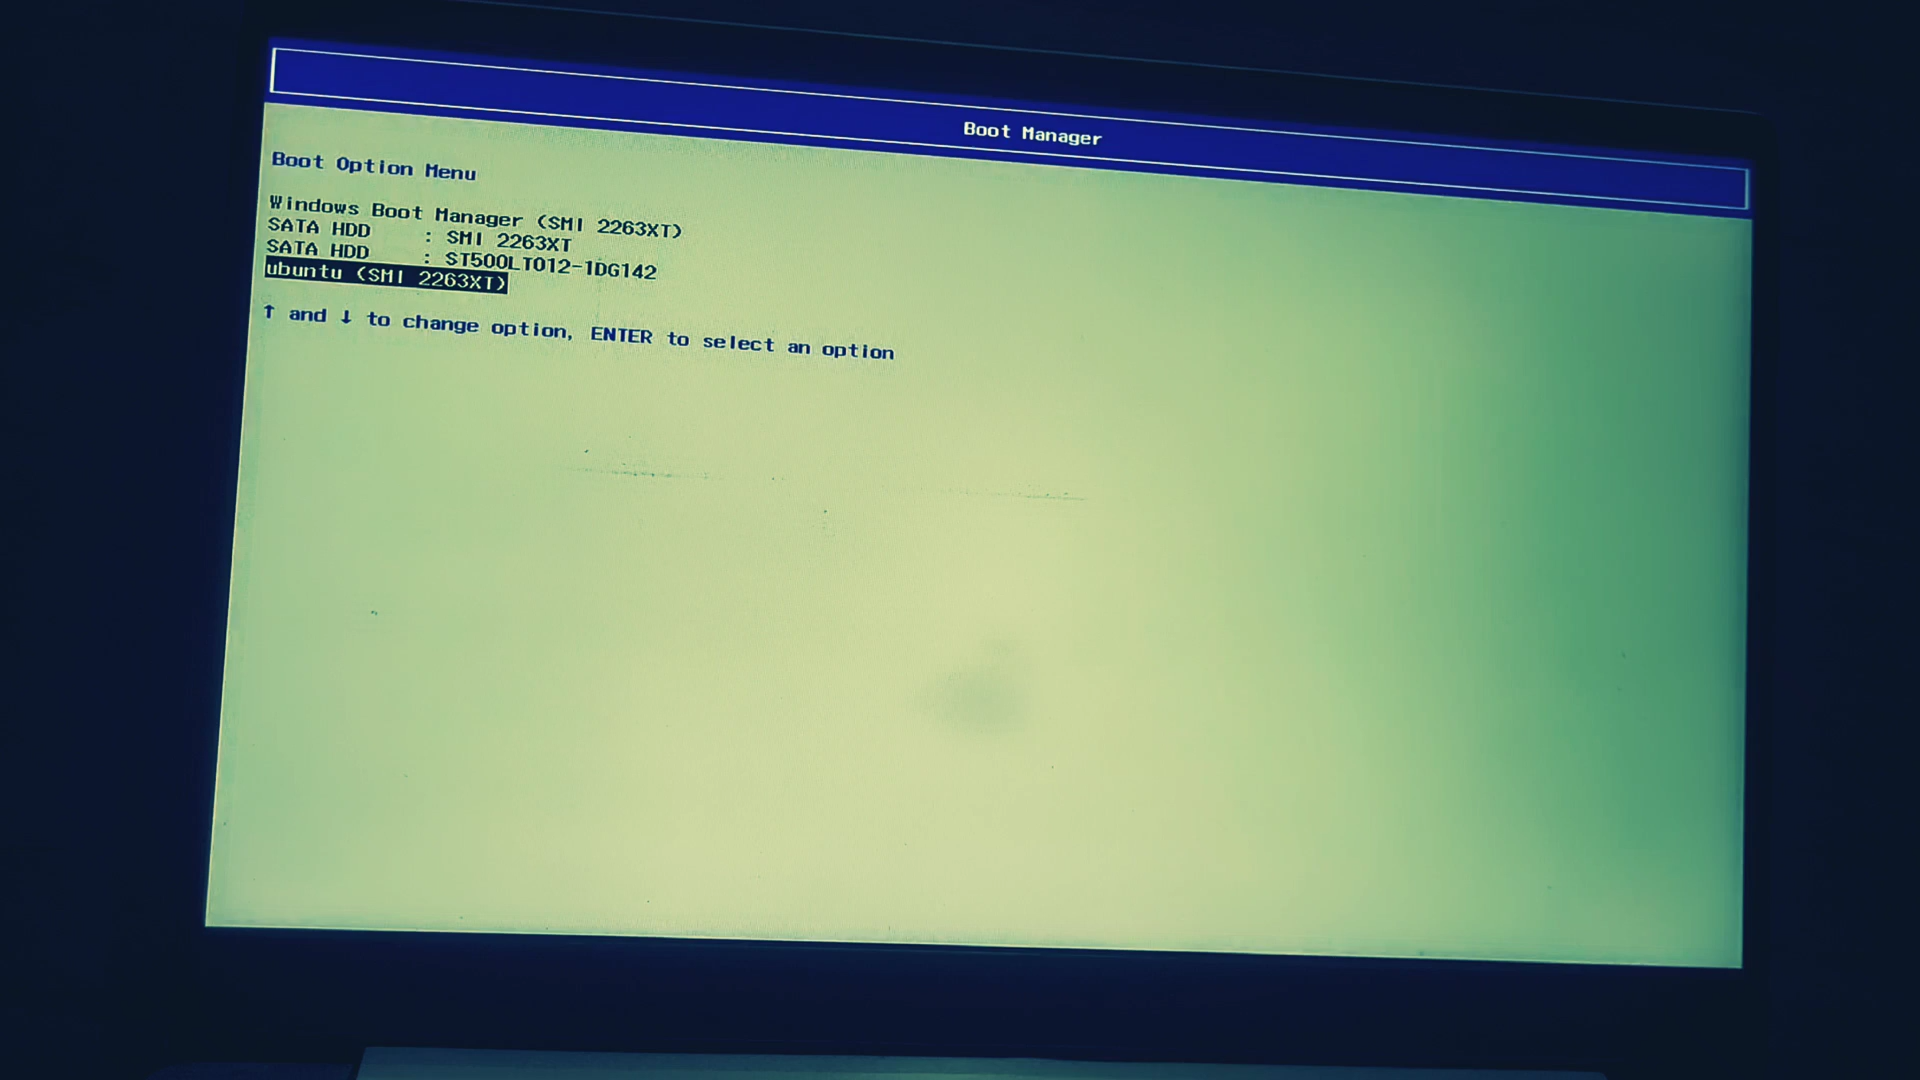 Boot Manager
Boot Option Menu
Windows Boot Manager (SMI 2263XT)
SATA HDD : SMI 2263XT
SATA HDD : ST500LT012-1DG142
ubuntu (SMI 2263XT)
↑ and ↓ to change option, ENTER to select an option